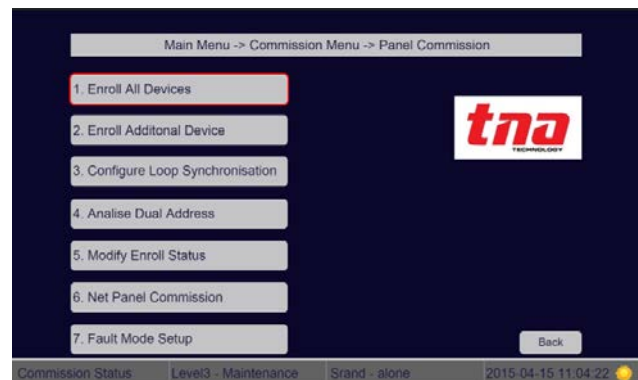 Main Menu -> Commission Menu -> Panel Commission
1. Enroll All Devices
2. Enroll Additonal Device
3. Configure Loop Synchronisation
4. Analise Dual Address
5. Modify Enroll Status
6. Net Panel Commission
7. Fault Mode Setup
tna
TECHNOLOGY
Back
Commission Status Level3 - Maintenance Srand - alone 2015-04-15 11:04:22